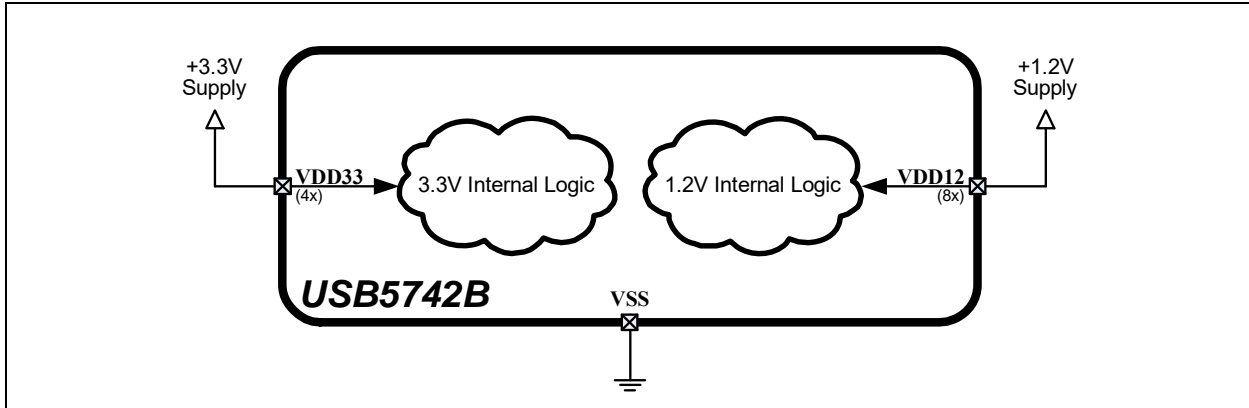 +3.3V
Supply
+1.2V
Supply
VDD33
(4x)
3.3V Internal Logic
1.2V Internal Logic
VDD12
(8x)
USB5742B
VSS